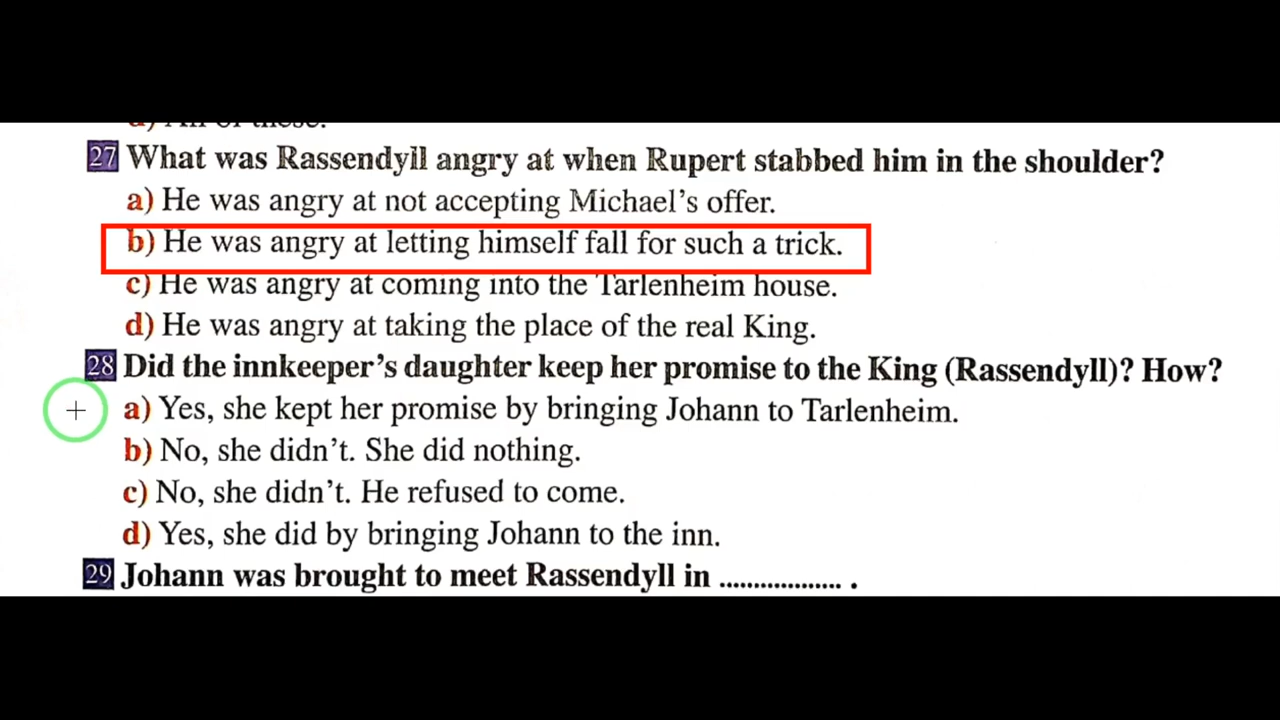 27 What was Rassendyll angry at when Rupert stabbed him in the shoulder?
a) He was angry at not accepting Michael's offer.
b) He was angry at letting himself fall for such a trick.
c) He was angry at coming into the Tarlenheim house.
d) He was angry at taking the place of the real King.
28 Did the innkeeper's daughter keep her promise to the King (Rassendyll)? How?
a) Yes, she kept her promise by bringing Johann to Tarlenheim.
b) No, she didn't. She did nothing.
c) No, she didn't. He refused to come.
d) Yes, she did by bringing Johann to the inn.
29 Johann was brought to meet Rassendyll in .................. .